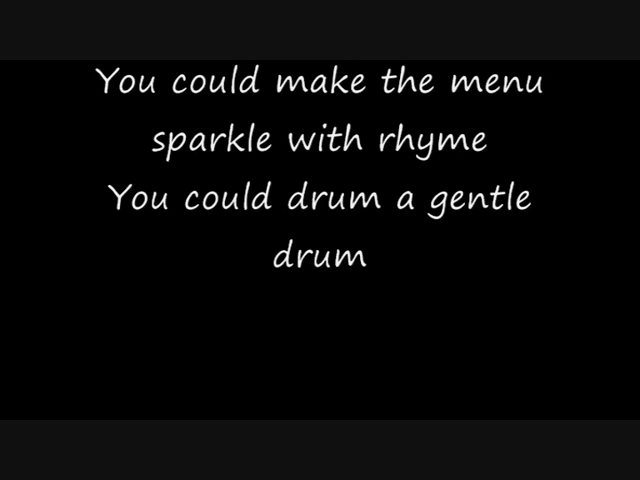 You could make the menu
sparkle with rhyme
You could drum a gentle
drum